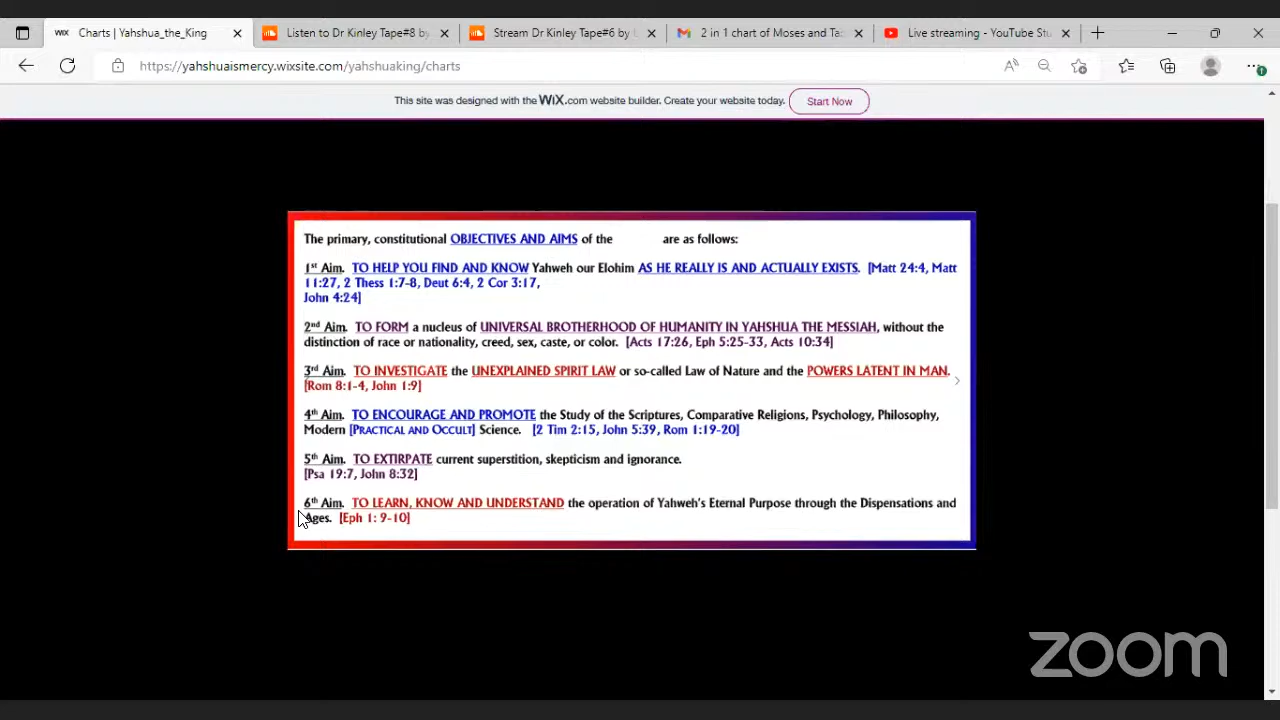 Charts | Yahshua_the_King
Listen to Dr Kinley Tape#8 by
Stream Dr Kinley Tape#6 by
2 in 1 chart of Moses and Ta
Live streaming - YouTube Stu
https://yahshuaismercy.wixsite.com/yahshuaking/charts
This site was designed with the WiX.com website builder. Create your website today. Start Now
The primary, constitutional OBJECTIVES AND AIMS of the are as follows:
1st Aim. TO HELP YOU FIND AND KNOW Yahweh our Elohim AS HE REALLY IS AND ACTUALLY EXISTS. [Matt 24:4, Matt
11:27, 2 Thess 1:7-8, Deut 6:4, 2 Cor 3:17,
John 4:24]
2nd Aim. TO FORM a nucleus of UNIVERSAL BROTHERHOOD OF HUMANITY IN YAHSHUA THE MESSIAH, without the
distinction of race or nationality, creed, sex, caste, or color. [Acts 17:26, Eph 5:25-33, Acts 10:34]
3rd Aim. TO INVESTIGATE the UNEXPLAINED SPIRIT LAW or so-called Law of Nature and the POWERS LATENT IN MAN.
[Rom 8:1-4, John 1:9]
4th Aim. TO ENCOURAGE AND PROMOTE the Study of the Scriptures, Comparative Religions, Psychology, Philosophy,
Modern [PRACTICAL AND OCCULT] Science. [2 Tim 2:15, John 5:39, Rom 1:19-20]
5th Aim. TO EXTIRPATE current superstition, skepticism and ignorance.
[Psa 19:7, John 8:32]
6th Aim. TO LEARN, KNOW AND UNDERSTAND the operation of Yahweh's Eternal Purpose through the Dispensations and
Ages. [Eph 1: 9-10]
zoom